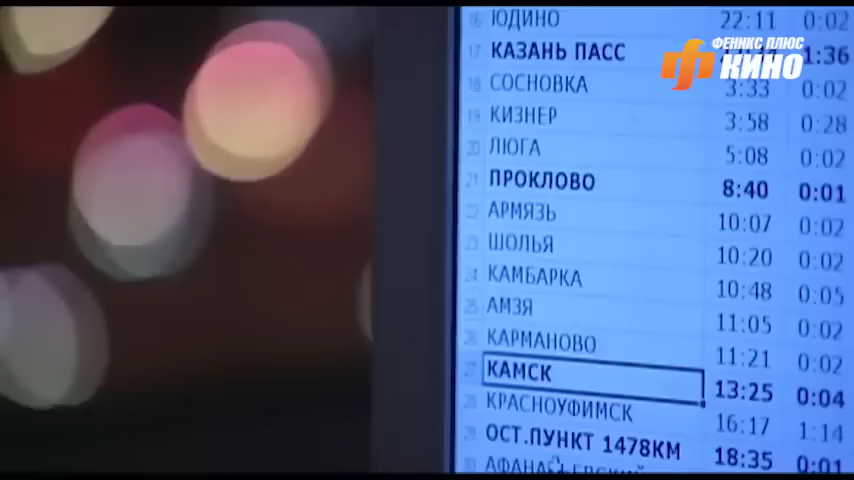 ФЕНИКС ПЛЮС
КИНО
16 ЮДИНО 22:11 0:02
17 КАЗАНЬ ПАСС 1:36
18 СОСНОВКА 3:33 0:02
19 КИЗНЕР 3:58 0:28
20 ЛЮГА 5:08 0:02
21 ПРОКЛОВО 8:40 0:01
22 АРМЯЗЬ 10:07 0:02
23 ШОЛЬЯ 10:20 0:02
24 КАМБАРКА 10:48 0:05
25 АМЗЯ 11:05 0:02
26 КАРМАНОВО 11:21 0:02
27 КАМСК 13:25 0:04
28 КРАСНОУФИМСК 16:17 1:14
29 ОСТ.ПУНКТ 1478КМ 18:35 0:01
30